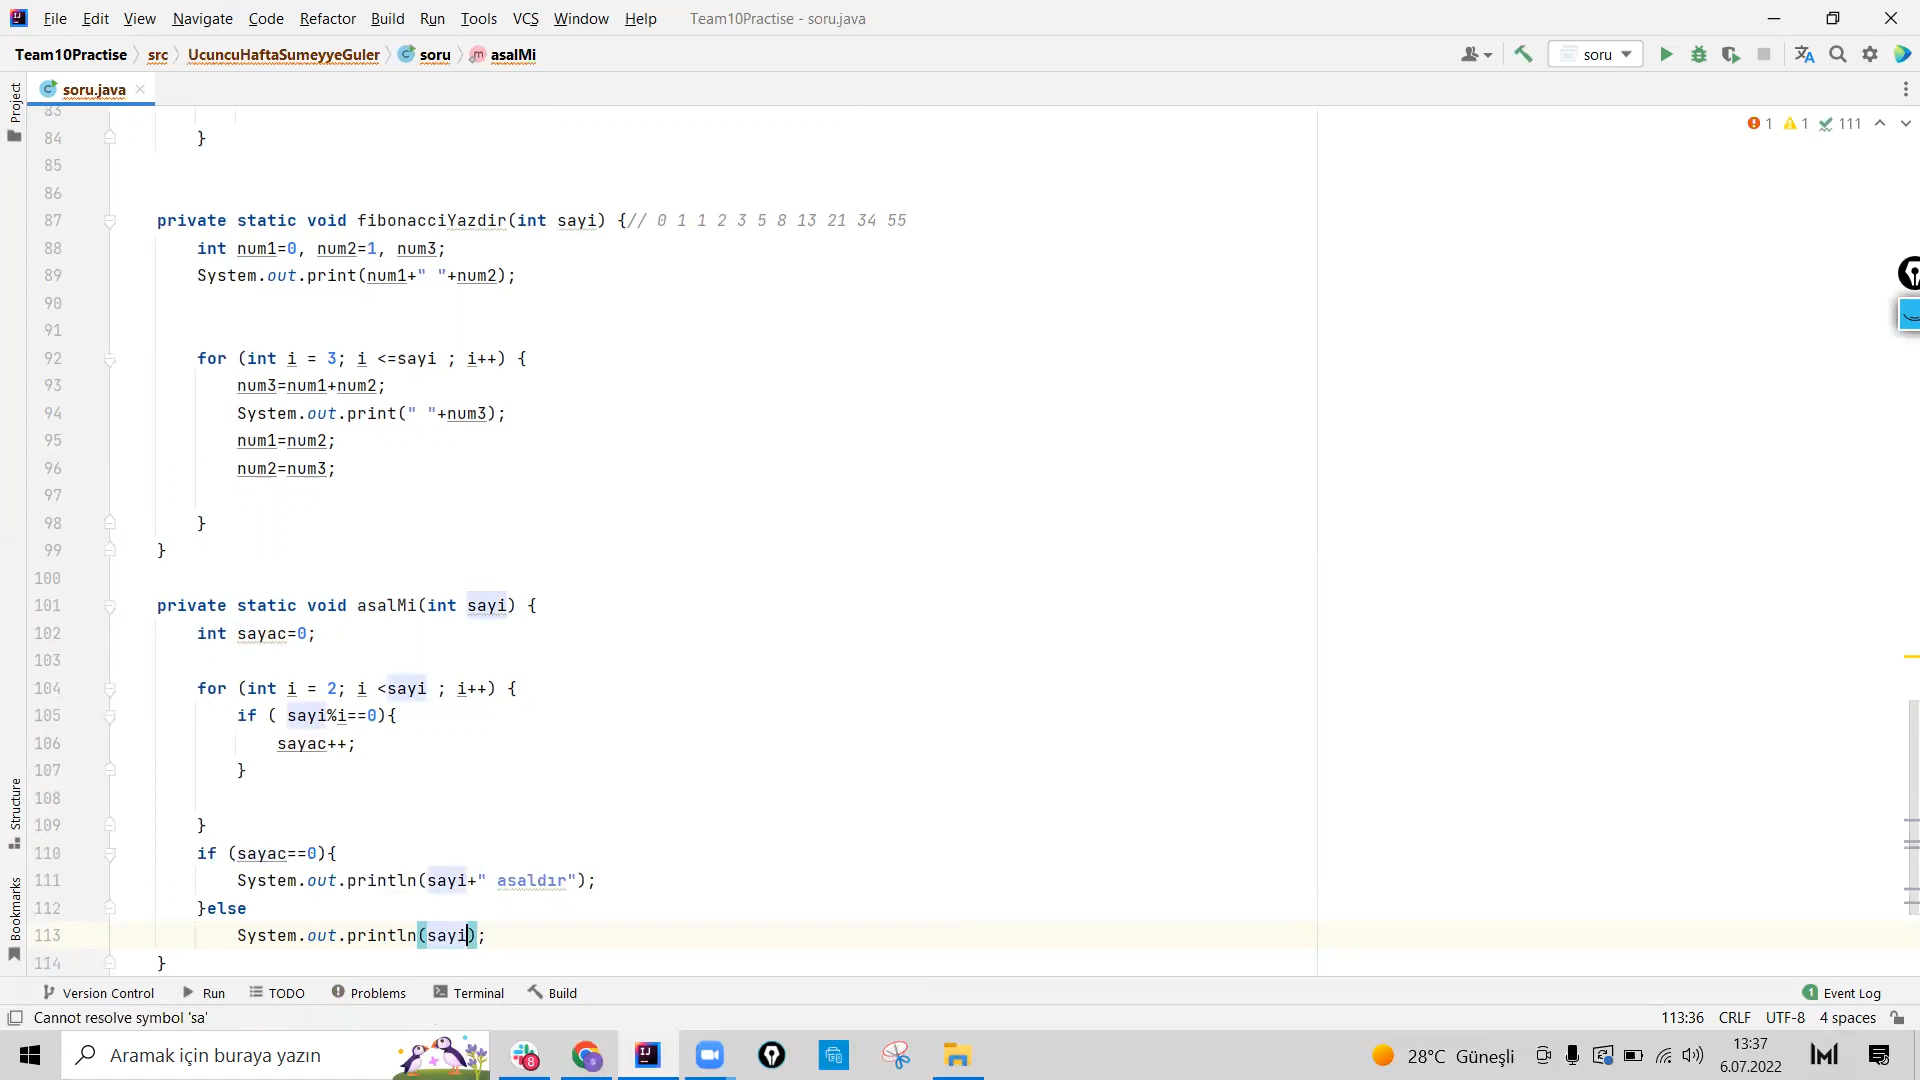 File Edit View Navigate Code Refactor Build Run Tools VCS Window Help Team10Practise - soru.java
Team10Practise src UcuncuHaftaSumeyyeGuler soru asalMi soru
Project
soru.java
83
84 }
1 1 111
85
86
87 private static void fibonacciYazdir(int sayi) {// 0 1 1 2 3 5 8 13 21 34 55
88 int num1=0, num2=1, num3;
89 System.out.print(num1+" "+num2);
90
91
92 for (int i = 3; i <=sayi ; i++) {
93 num3=num1+num2;
94 System.out.print(" "+num3);
95 num1=num2;
96 num2=num3;
97
98 }
99 }
100
101 private static void asalMi(int sayi) {
102 int sayac=0;
103
104 for (int i = 2; i <sayi ; i++) {
105 if ( sayi%i==0){
106 sayac++;
107 }
108
109 }
110 if (sayac==0){
111 System.out.println(sayi+" asaldır");
112 }else
113 System.out.println(sayi);
114 }
Structure
Bookmarks
Version Control Run TODO Problems Terminal Build 1 Event Log
Cannot resolve symbol 'sa' 113:36 CRLF UTF-8 4 spaces
Aramak için buraya yazın 8 28°C Güneşli 13:37
6.07.2022